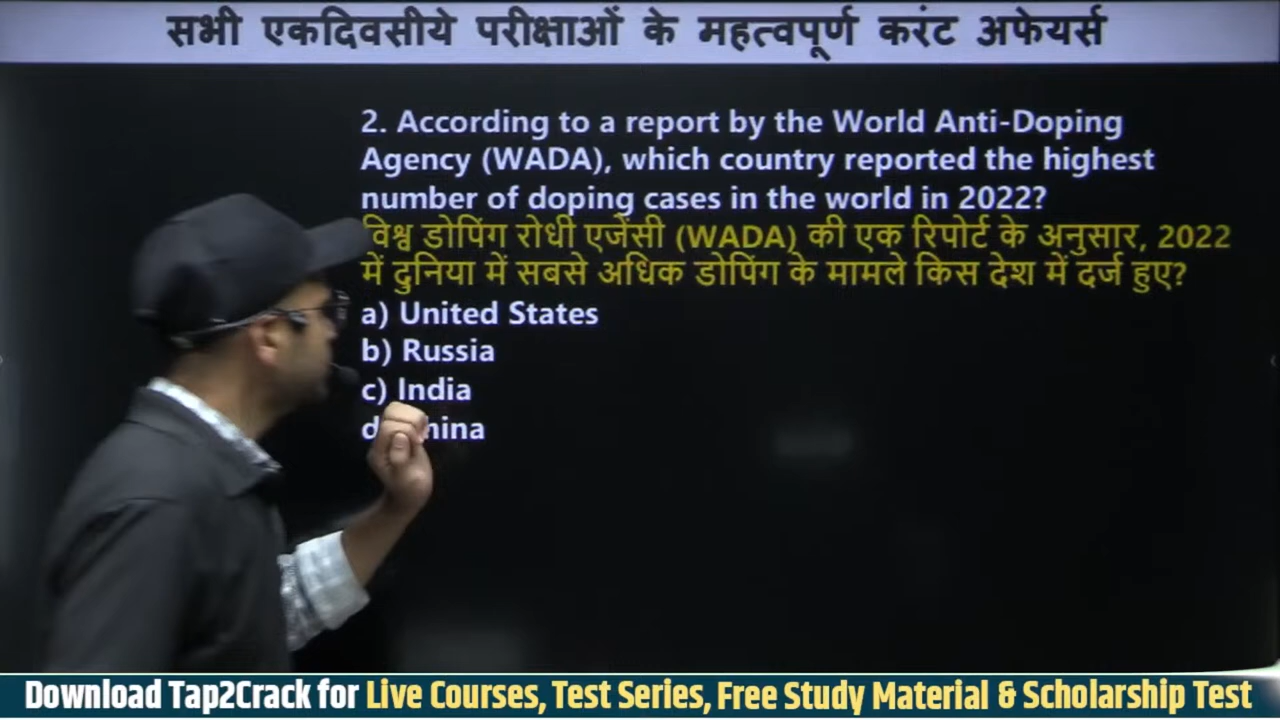 सभी एकदिवसीये परीक्षाओं के महत्वपूर्ण करंट अफेयर्स
2. According to a report by the World Anti-Doping
Agency (WADA), which country reported the highest
number of doping cases in the world in 2022?
विश्व डोपिंग रोधी एजेंसी (WADA) की एक रिपोर्ट के अनुसार, 2022
में दुनिया में सबसे अधिक डोपिंग के मामले किस देश में दर्ज हुए?
a) United States
b) Russia
c) India
Download Tap2Crack for Live Courses, Test Series, Free Study Material & Scholarship Test